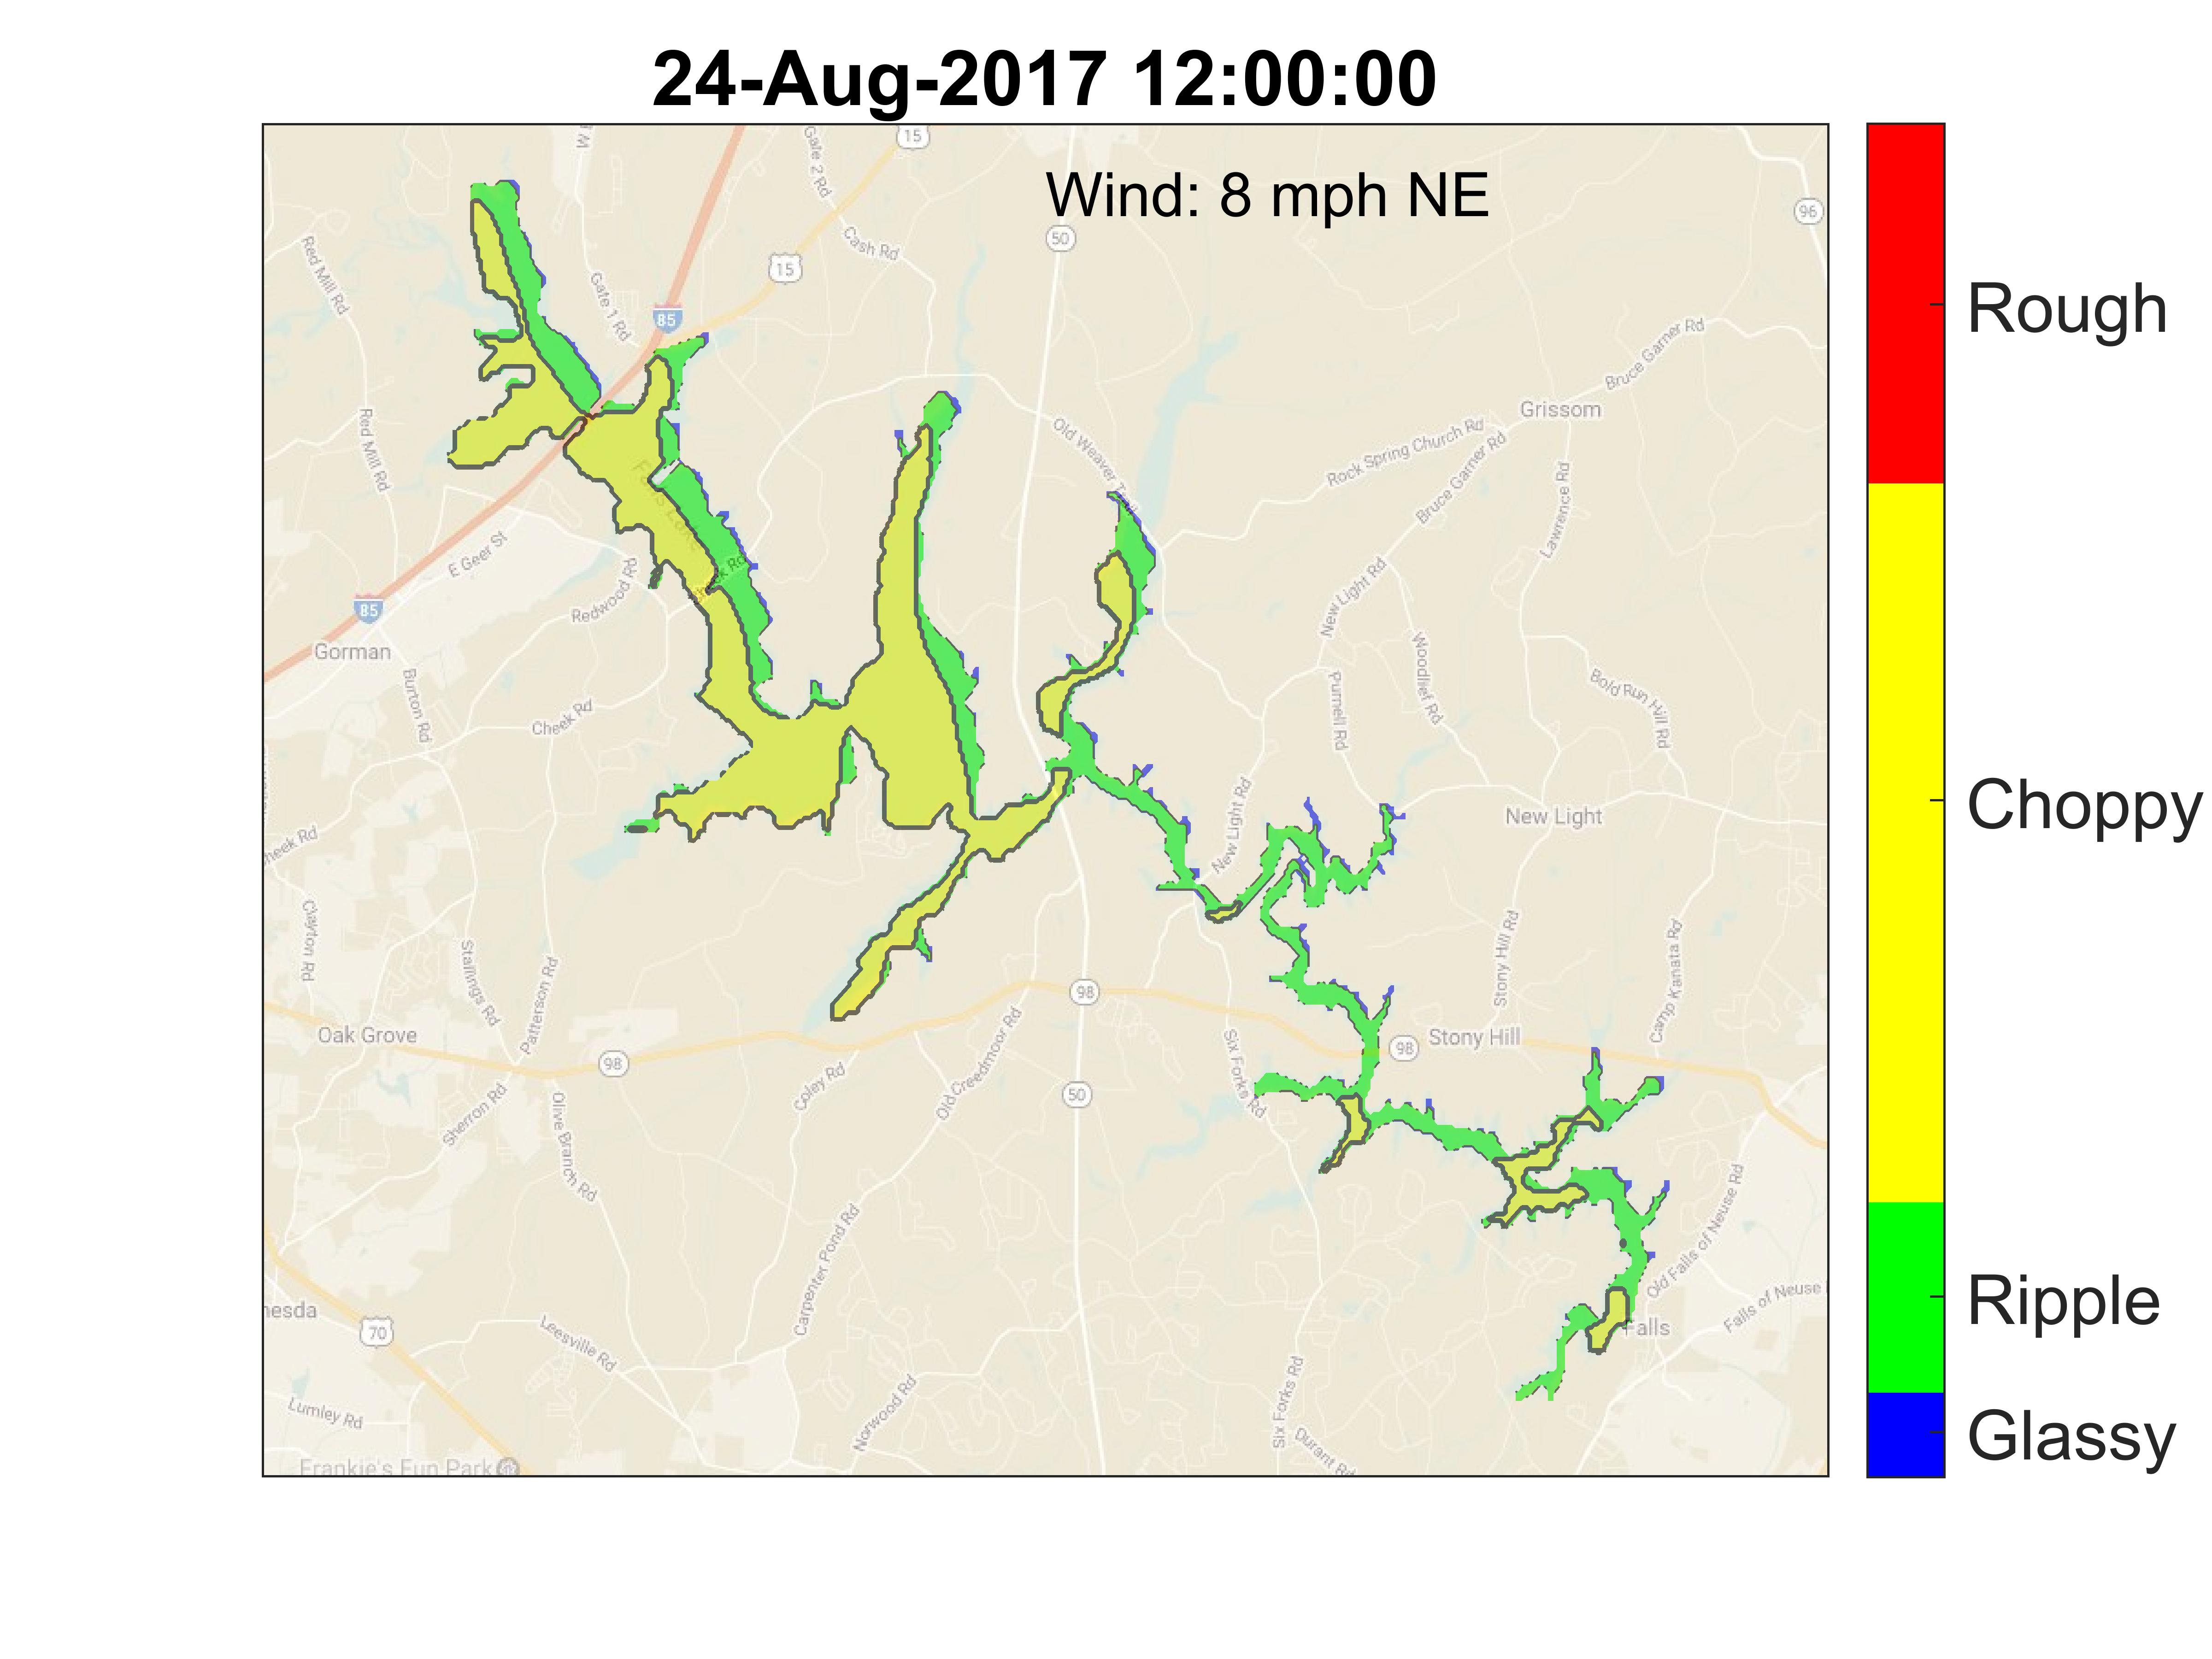 24-Aug-2017 12:00:00
Wind: 8 mph NE
15
Gate 2 Rd
96
50
Cash Rd
Red Mill Rd
15
Gate 1 Rd
85
Bruce Garner Rd
Grissom
Red Mill Rd
Old Weaver Trail
Rock Spring Church Rd
Bruce Garner Rd
Lawrence Rd
Falls Lake
E Geer St
Redwood Rd
New Light Rd
85
Gorman
Burton Rd
Cheek Rd
Purnell Rd
Woodlief Rd
Bold Run Hill Rd
New Light Rd
New Light
heek Rd
Clayton Rd
Stallings Rd
Patterson Rd
Stony Hill Rd
Camp Kanata Rd
98
Oak Grove
98
Coley Rd
Old Creedmoor Rd
50
Six Forks Rd
98
Stony Hill
Sherron Rd
Olive Branch Rd
Carpenter Pond Rd
Old Falls of Neuse Rd
Falls of Neuse
Falls
nesda
70
Leesville Rd
Lumley Rd
Norwood Rd
Six Forks Rd
Durant Rd
Frankie's Fun Park
Rough
Choppy
Ripple
Glassy